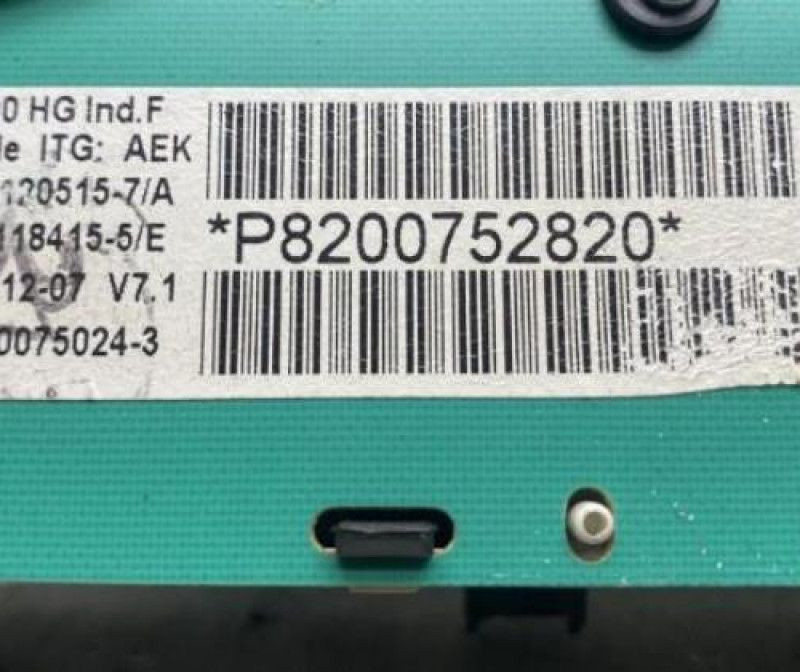 0 HG Ind.F
le ITG: AEK
120515-7/A
118415-5/E
12-07 V7.1
0075024-3
*P8200752820*